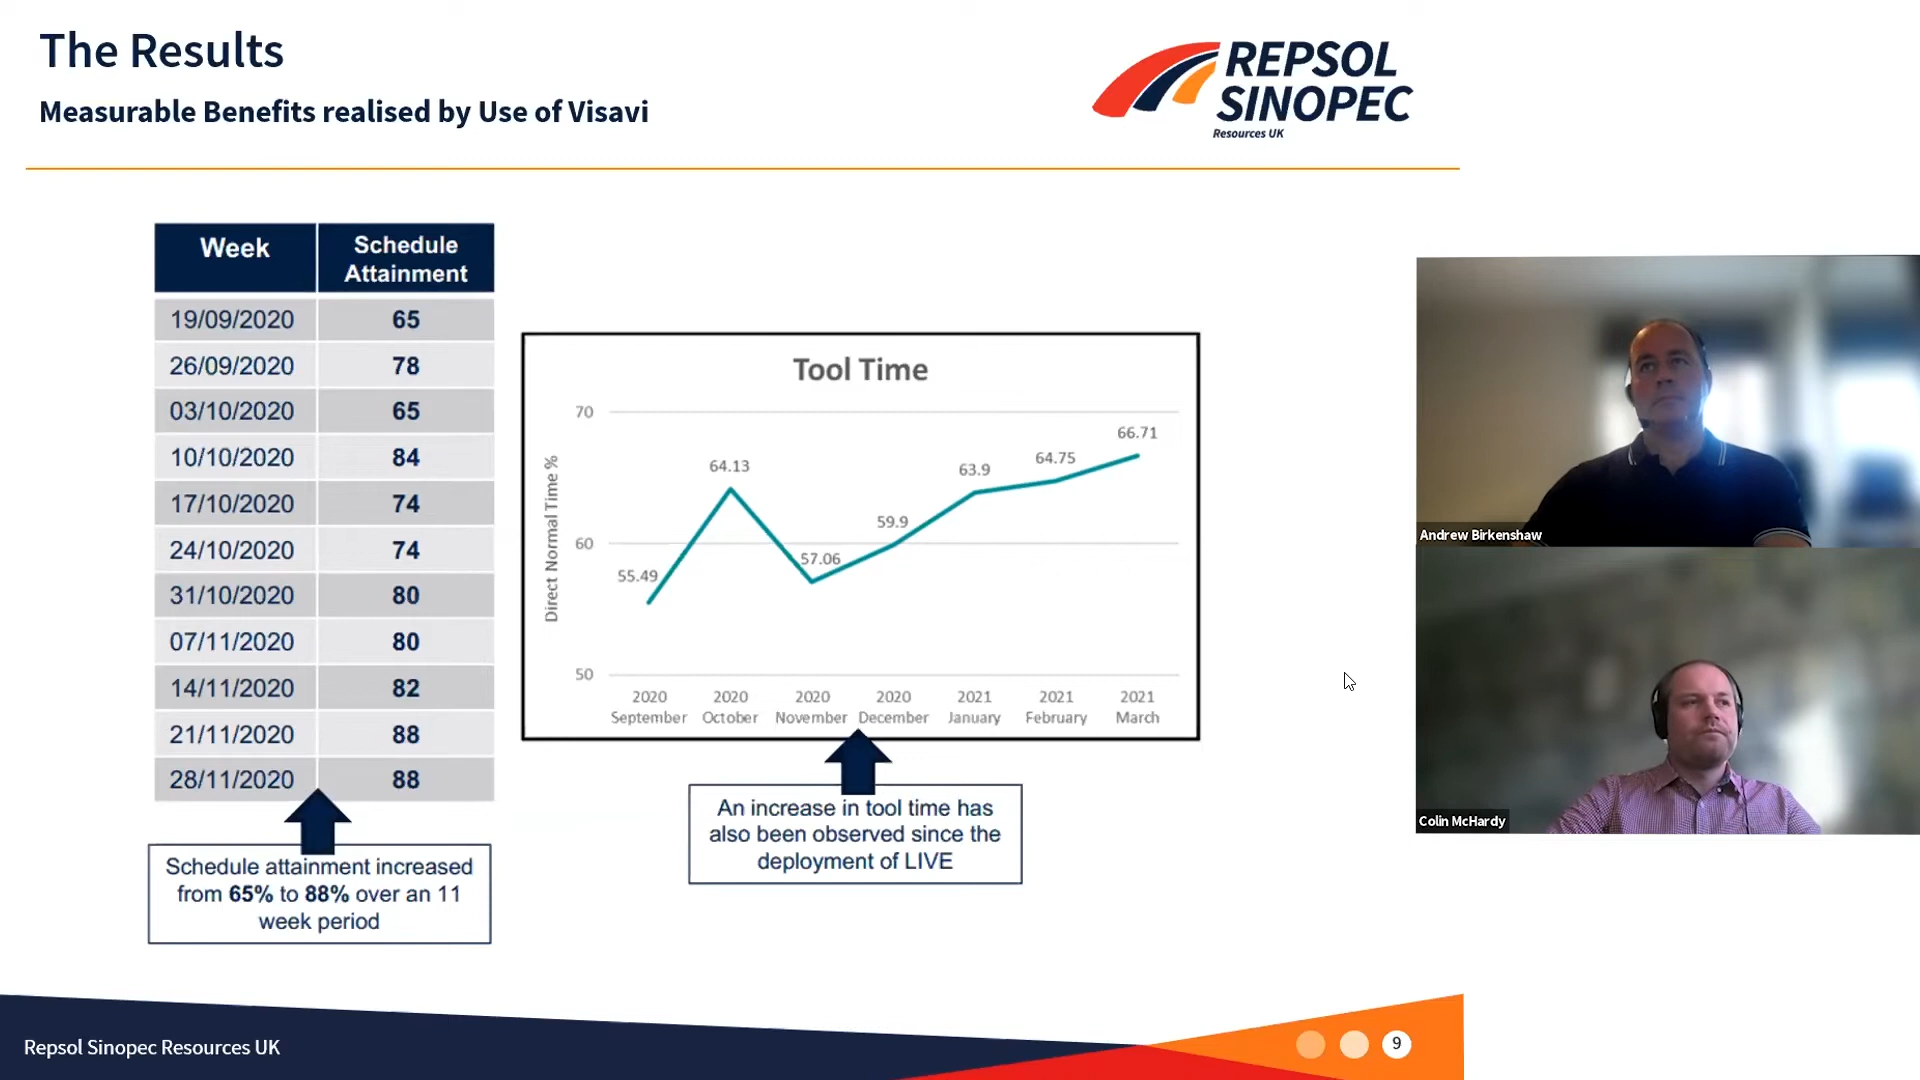 The Results
Measurable Benefits realised by Use of Visavi
REPSOL
SINOPEC
Resources UK
Week Schedule Attainment
19/09/2020 65
26/09/2020 78
03/10/2020 65
10/10/2020 84
17/10/2020 74
24/10/2020 74
31/10/2020 80
07/11/2020 80
14/11/2020 82
21/11/2020 88
28/11/2020 88
Schedule attainment increased
from 65% to 88% over an 11
week period
Tool Time
Direct Normal Time %
70
60
50
55.49
64.13
57.06
59.9
63.9
64.75
66.71
2020 September
2020 October
2020 November
2020 December
2021 January
2021 February
2021 March
An increase in tool time has
also been observed since the
deployment of LIVE
Andrew Birkenshaw
Colin McHardy
Repsol Sinopec Resources UK
9